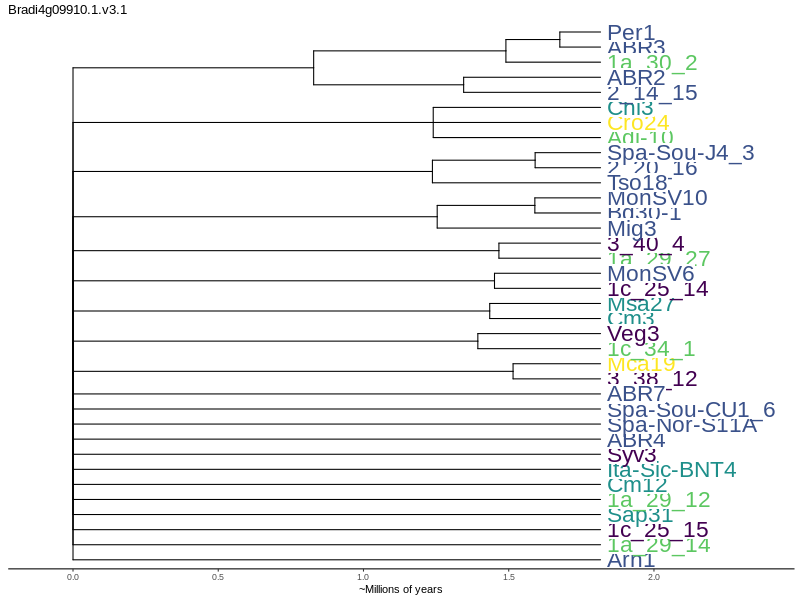 Bradi4g09910.1.v3.1
Per1
ABR3
1a_30_2
ABR2
2_14_15
Chi3
Cro24
Adi-10
Spa-Sou-J4_3
2_20_16
Tso18
MonSV10
Bd30-1
Mig3
3_40_4
1a_29_27
MonSV6
1c_25_14
Msa27
Cm3
Veg3
1c_34_1
Mca19
3_38_12
ABR7
Spa-Sou-CU1_6
Spa-Nor-S11A
ABR4
Syv3
Ita-Sic-BNT4
Cm12
1a_29_12
Sap31
1c_25_15
1a_29_14
Arn1
0.0 0.5 1.0 1.5 2.0
~Millions of years